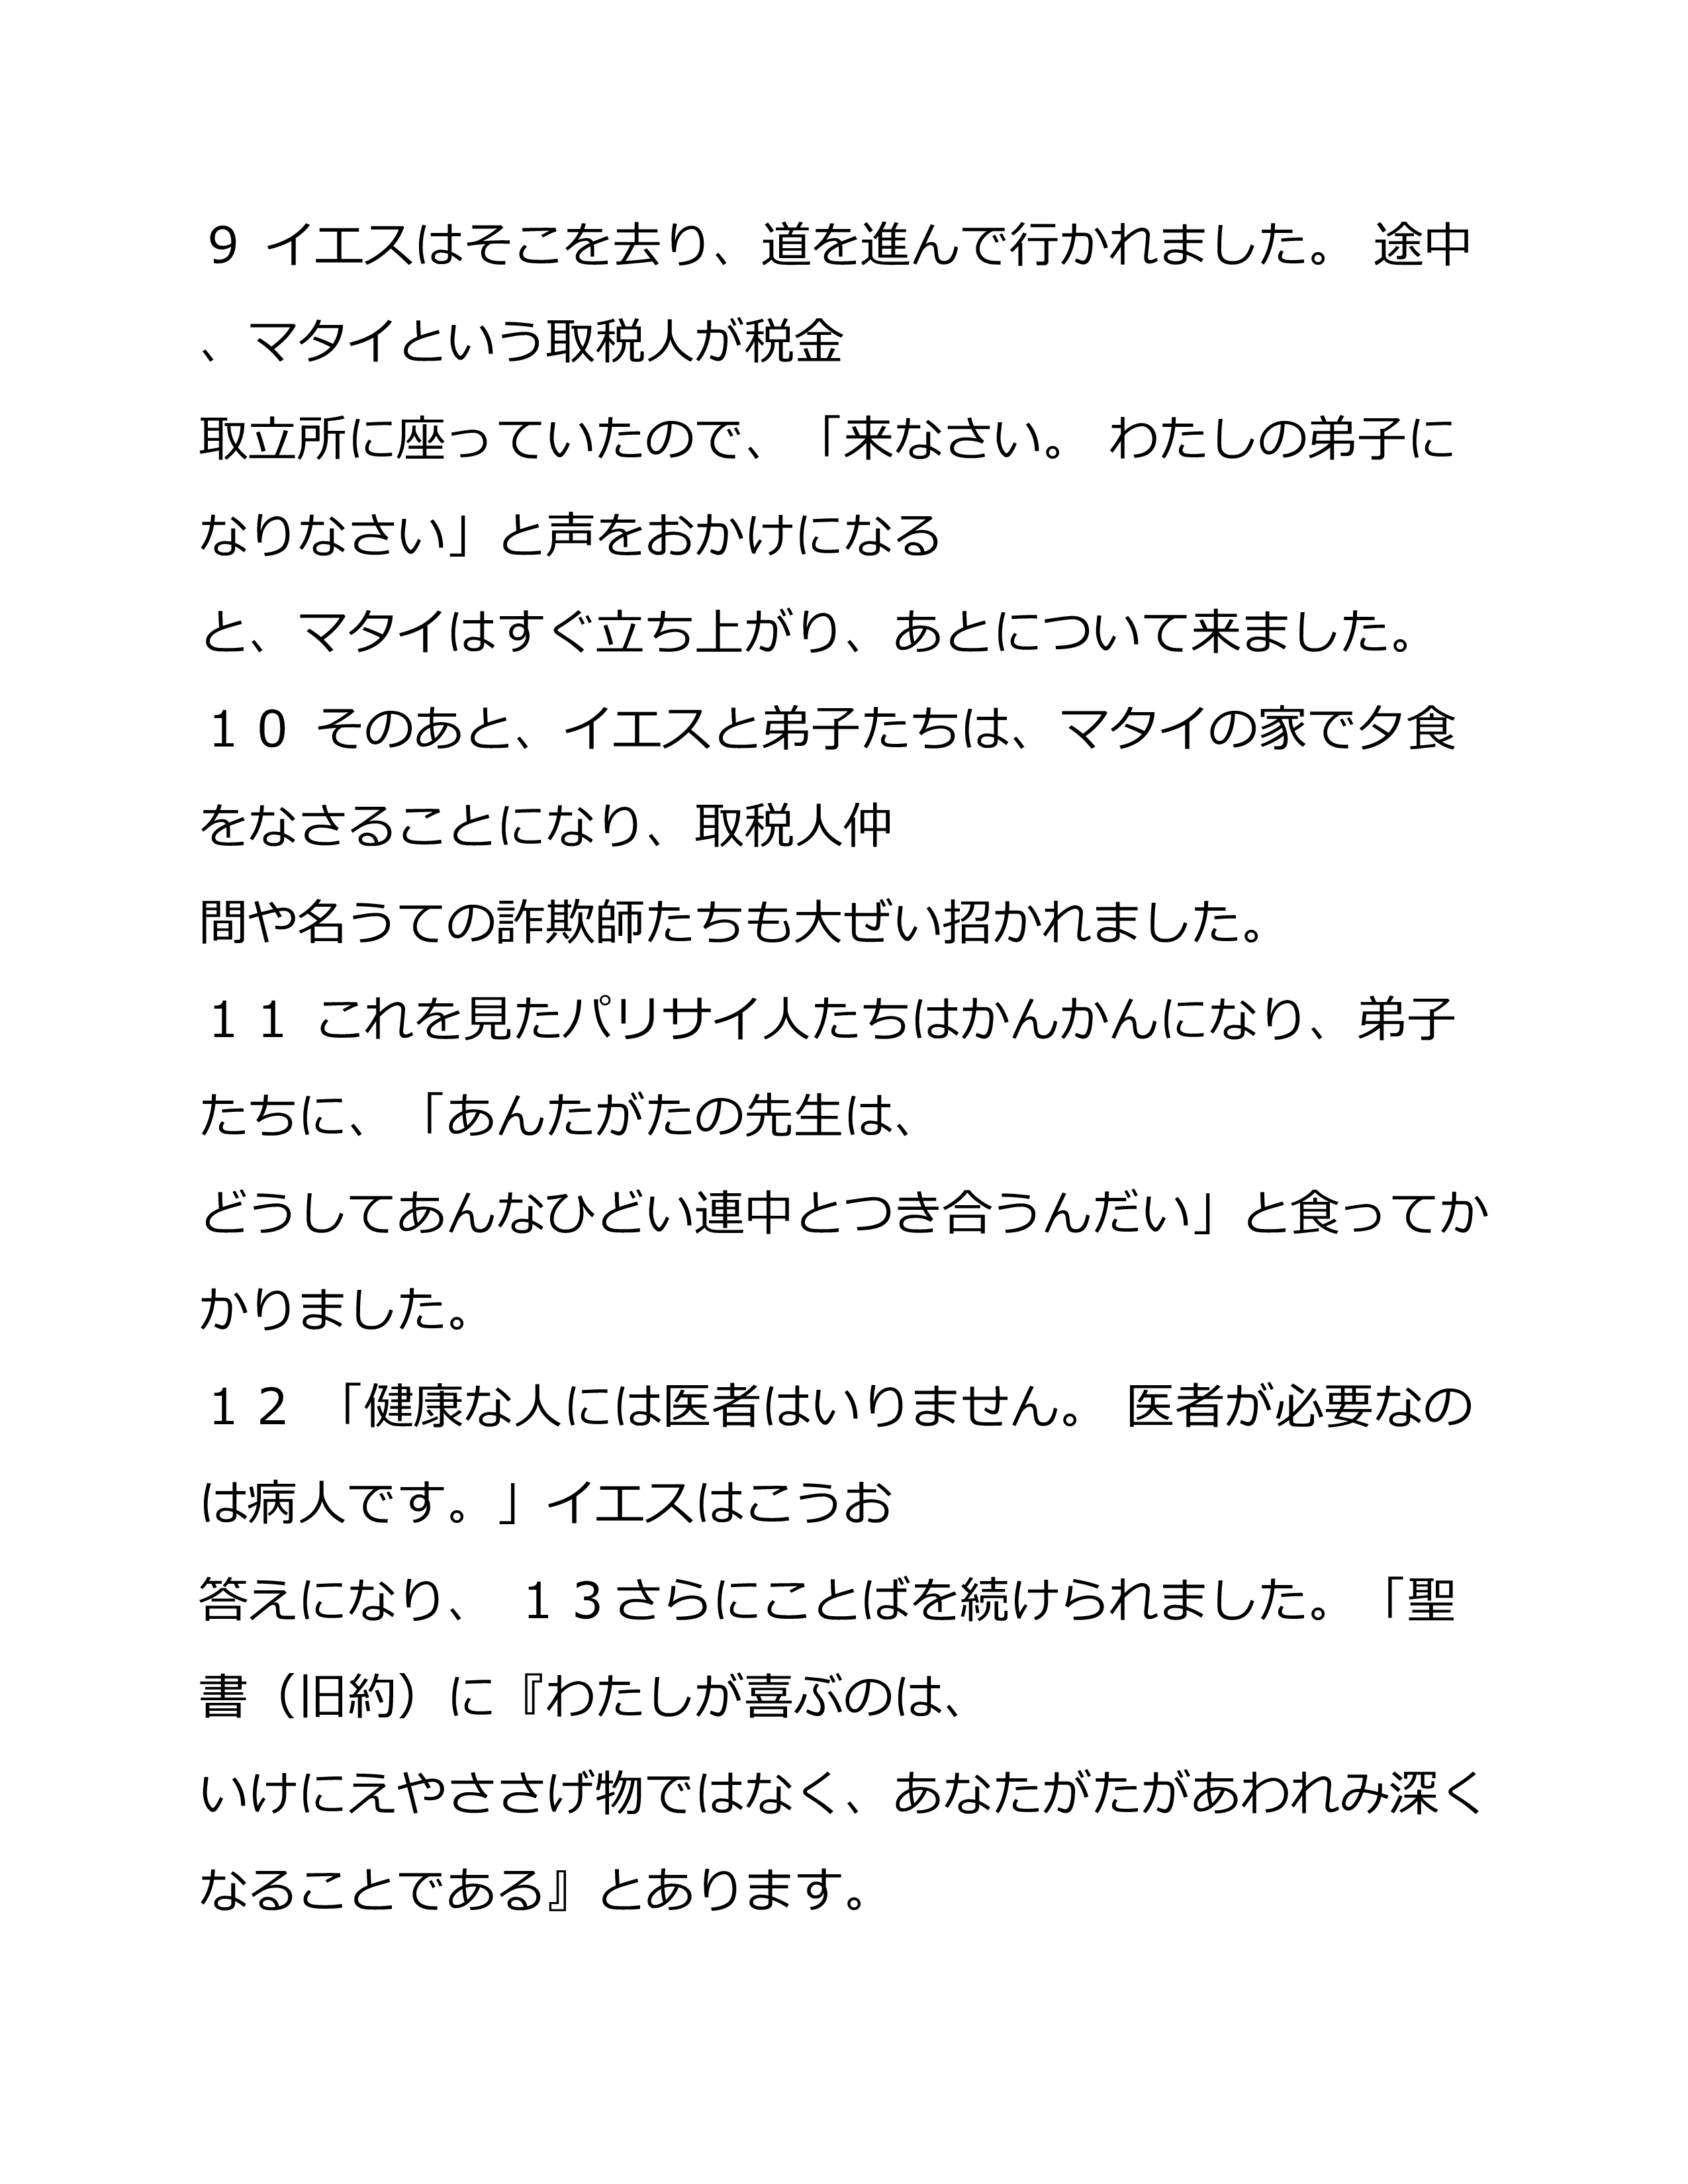 ９ イエスはそこを去り、道を進んで行かれました。 途中
、マタイという取税人が税金
取立所に座っていたので、「来なさい。 わたしの弟子に
なりなさい」と声をおかけになる
と、マタイはすぐ立ち上がり、あとについて来ました。
１０ そのあと、イエスと弟子たちは、マタイの家で夕食
をなさることになり、取税人仲
間や名うての詐欺師たちも大ぜい招かれました。
１１ これを見たパリサイ人たちはかんかんになり、弟子
たちに、「あんたがたの先生は、
どうしてあんなひどい連中とつき合うんだい」と食ってか
かりました。
１２ 「健康な人には医者はいりません。 医者が必要なの
は病人です。」イエスはこうお
答えになり、 １３さらにことばを続けられました。「聖
書（旧約）に『わたしが喜ぶのは、
いけにえやささげ物ではなく、あなたがたがあわれみ深く
なることである』とあります。